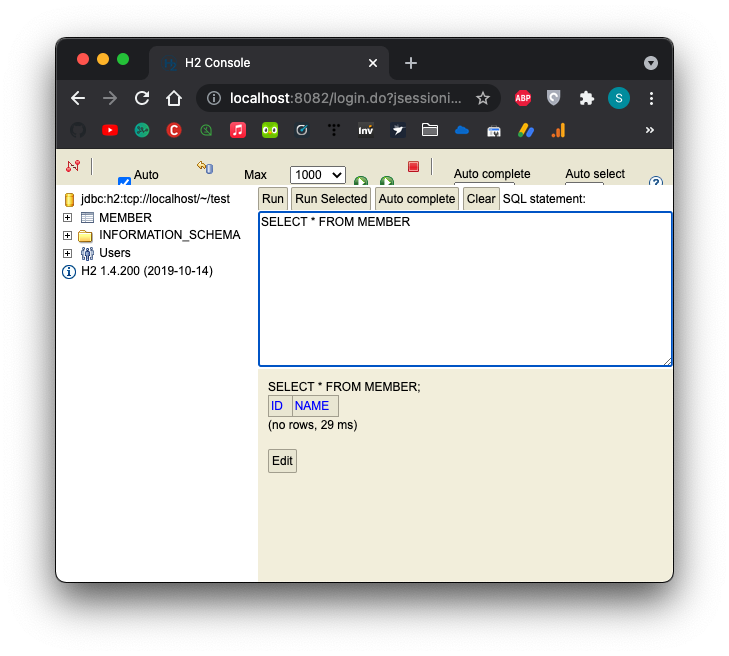 H2 Console
localhost:8082/login.do?jsessioni...
ABP
S
C
Inv
Auto
Max
1000
Auto complete
Auto select
jdbc:h2:tcp://localhost/~/test
MEMBER
INFORMATION_SCHEMA
Users
H2 1.4.200 (2019-10-14)
Run
Run Selected
Auto complete
Clear
SQL statement:
SELECT * FROM MEMBER
SELECT * FROM MEMBER;
ID NAME
(no rows, 29 ms)
Edit